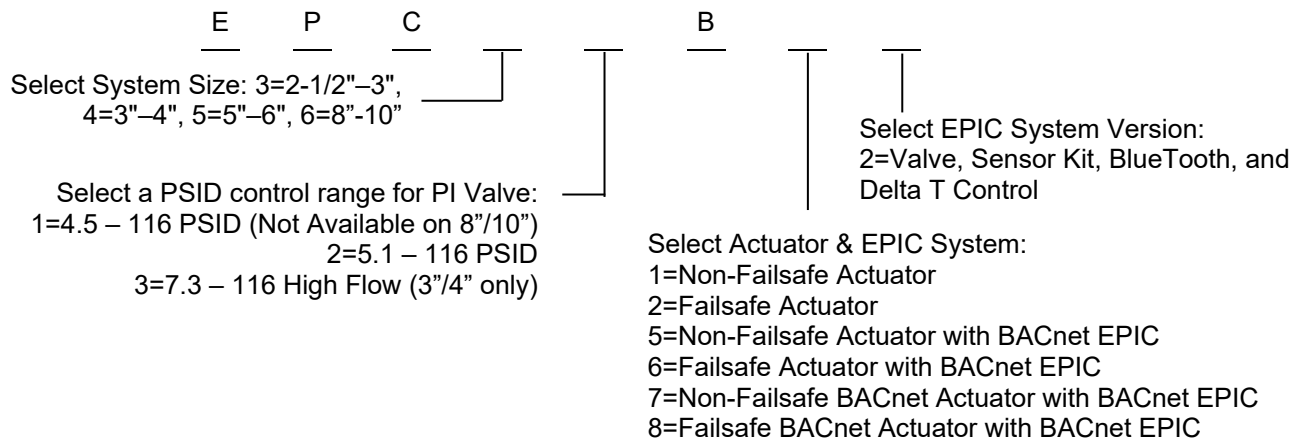 E P C B
Select System Size: 3=2-1/2"–3",
4=3"–4", 5=5"–6", 6=8”-10”
Select EPIC System Version:
2=Valve, Sensor Kit, BlueTooth, and
Delta T Control
Select a PSID control range for PI Valve:
1=4.5 – 116 PSID (Not Available on 8”/10”)
2=5.1 – 116 PSID
3=7.3 – 116 High Flow (3”/4” only)
Select Actuator & EPIC System:
1=Non-Failsafe Actuator
2=Failsafe Actuator
5=Non-Failsafe Actuator with BACnet EPIC
6=Failsafe Actuator with BACnet EPIC
7=Non-Failsafe BACnet Actuator with BACnet EPIC
8=Failsafe BACnet Actuator with BACnet EPIC